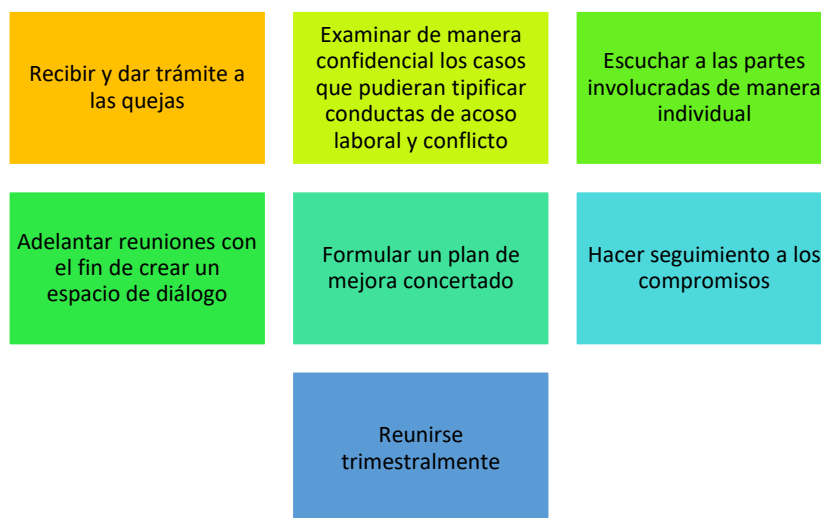 Recibir y dar trámite a
las quejas
Examinar de manera
confidencial los casos
que pudieran tipificar
conductas de acoso
laboral y conflicto
Escuchar a las partes
involucradas de manera
individual
Adelantar reuniones con
el fin de crear un
espacio de diálogo
Formular un plan de
mejora concertado
Hacer seguimiento a los
compromisos
Reunirse
trimestralmente